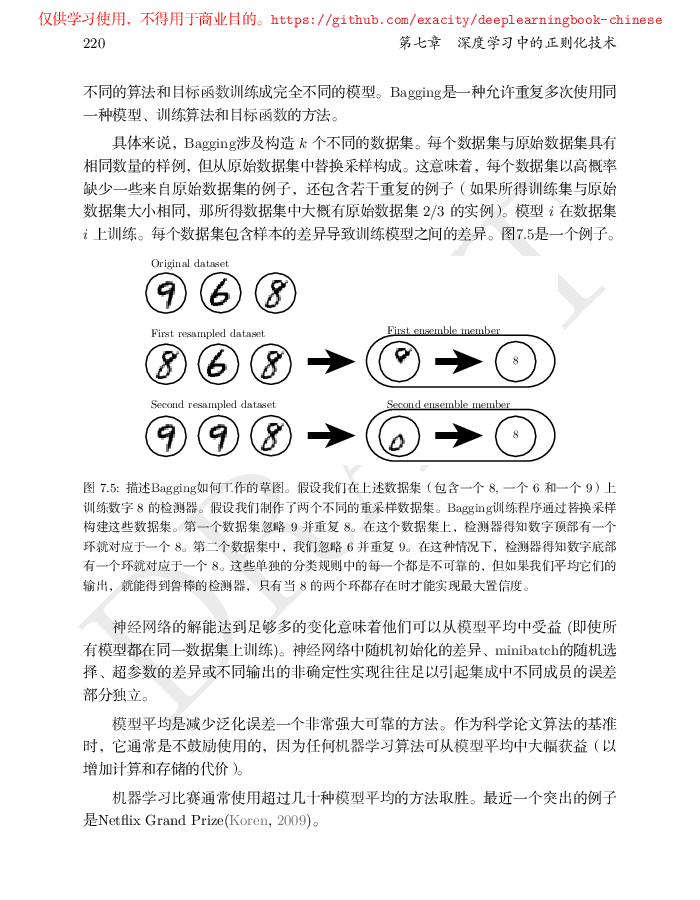 仅供学习使用，不得用于商业目的。https://github.com/exacity/deeplearningbook-chinese
220 第七章 深度学习中的正则化技术
不同的算法和目标函数训练成完全不同的模型。Bagging是一种允许重复多次使用同
一种模型、训练算法和目标函数的方法。
具体来说，Bagging涉及构造 k 个不同的数据集。每个数据集与原始数据集具有
相同数量的样例，但从原始数据集中替换采样构成。这意味着，每个数据集以高概率
缺少一些来自原始数据集的例子，还包含若干重复的例子（如果所得训练集与原始
数据集大小相同，那所得数据集中大概有原始数据集 2/3 的实例）。模型 i 在数据集
i 上训练。每个数据集包含样本的差异导致训练模型之间的差异。图7.5是一个例子。
Original dataset
9 6 8
First resampled dataset First ensemble member
8 6 8 8
Second resampled dataset Second ensemble member
9 9 8 8
图 7.5: 描述Bagging如何工作的草图。假设我们在上述数据集（包含一个 8, 一个 6 和一个 9）上
训练数字 8 的检测器。假设我们制作了两个不同的重采样数据集。Bagging训练程序通过替换采样
构建这些数据集。第一个数据集忽略 9 并重复 8。在这个数据集上，检测器得知数字顶部有一个
环就对应于一个 8。第二个数据集中，我们忽略 6 并重复 9。在这种情况下，检测器得知数字底部
有一个环就对应于一个 8。这些单独的分类规则中的每一个都是不可靠的，但如果我们平均它们的
输出，就能得到鲁棒的检测器，只有当 8 的两个环都存在时才能实现最大置信度。
神经网络的解能达到足够多的变化意味着他们可以从模型平均中受益 (即使所
有模型都在同一数据集上训练)。神经网络中随机初始化的差异、minibatch的随机选
择、超参数的差异或不同输出的非确定性实现往往足以引起集成中不同成员的误差
部分独立。
模型平均是减少泛化误差一个非常强大可靠的方法。作为科学论文算法的基准
时，它通常是不鼓励使用的，因为任何机器学习算法可从模型平均中大幅获益（以
增加计算和存储的代价）。
机器学习比赛通常使用超过几十种模型平均的方法取胜。最近一个突出的例子
是Netflix Grand Prize(Koren, 2009)。
DRAFT